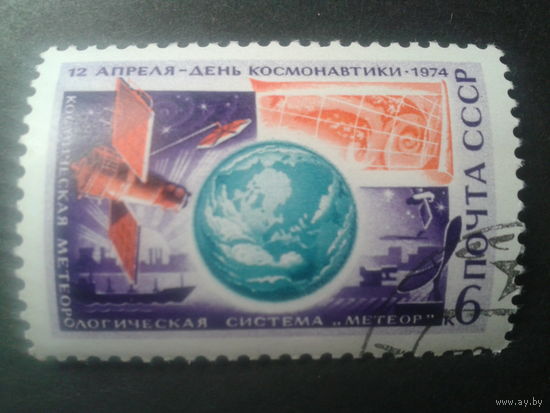 12 АПРЕЛЯ - ДЕНЬ КОСМОНАВТИКИ · 1974
КОСМИЧЕСКАЯ МЕТЕОРОЛОГИЧЕСКАЯ СИСТЕМА „МЕТЕОР"
ПОЧТА СССР
6 К
www.ay.by